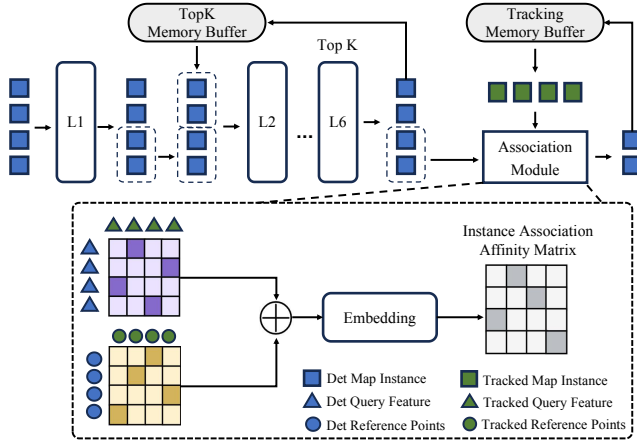 TopK
Memory Buffer
Tracking
Memory Buffer
Top K
L1
L2
...
L6
Association
Module
Instance Association
Affinity Matrix
Embedding
Det Map Instance
Tracked Map Instance
Det Query Feature
Tracked Query Feature
Det Reference Points
Tracked Reference Points